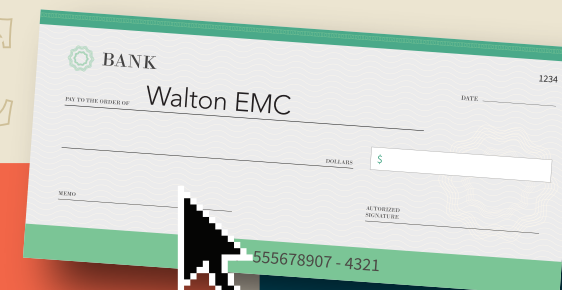 BANK
1234
DATE
PAY TO THE ORDER OF Walton EMC
DOLLARS
$
MEMO
AUTORIZED
SIGNATURE
555678907 - 4321